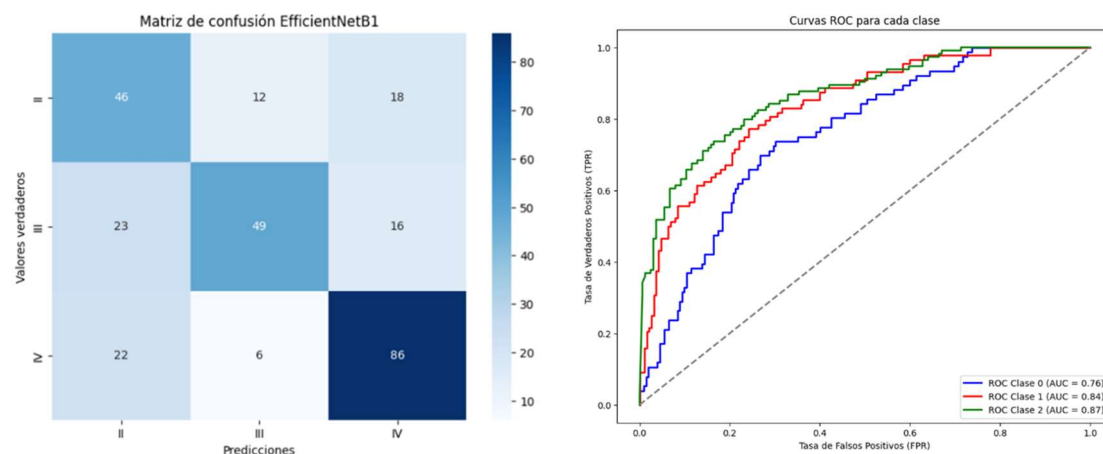 Matriz de confusión EfficientNetB1
Valores verdaderos
II
III
IV
46 12 18
23 49 16
22 6 86
II III IV
Predicciones
80
70
60
50
40
30
20
10
Curvas ROC para cada clase
Tasa de Verdaderos Positivos (TPR)
1.0
0.8
0.6
0.4
0.2
0.0
ROC Clase 0 (AUC = 0.76)
ROC Clase 1 (AUC = 0.84)
ROC Clase 2 (AUC = 0.87)
0.0 0.2 0.4 0.6 0.8 1.0
Tasa de Falsos Positivos (FPR)